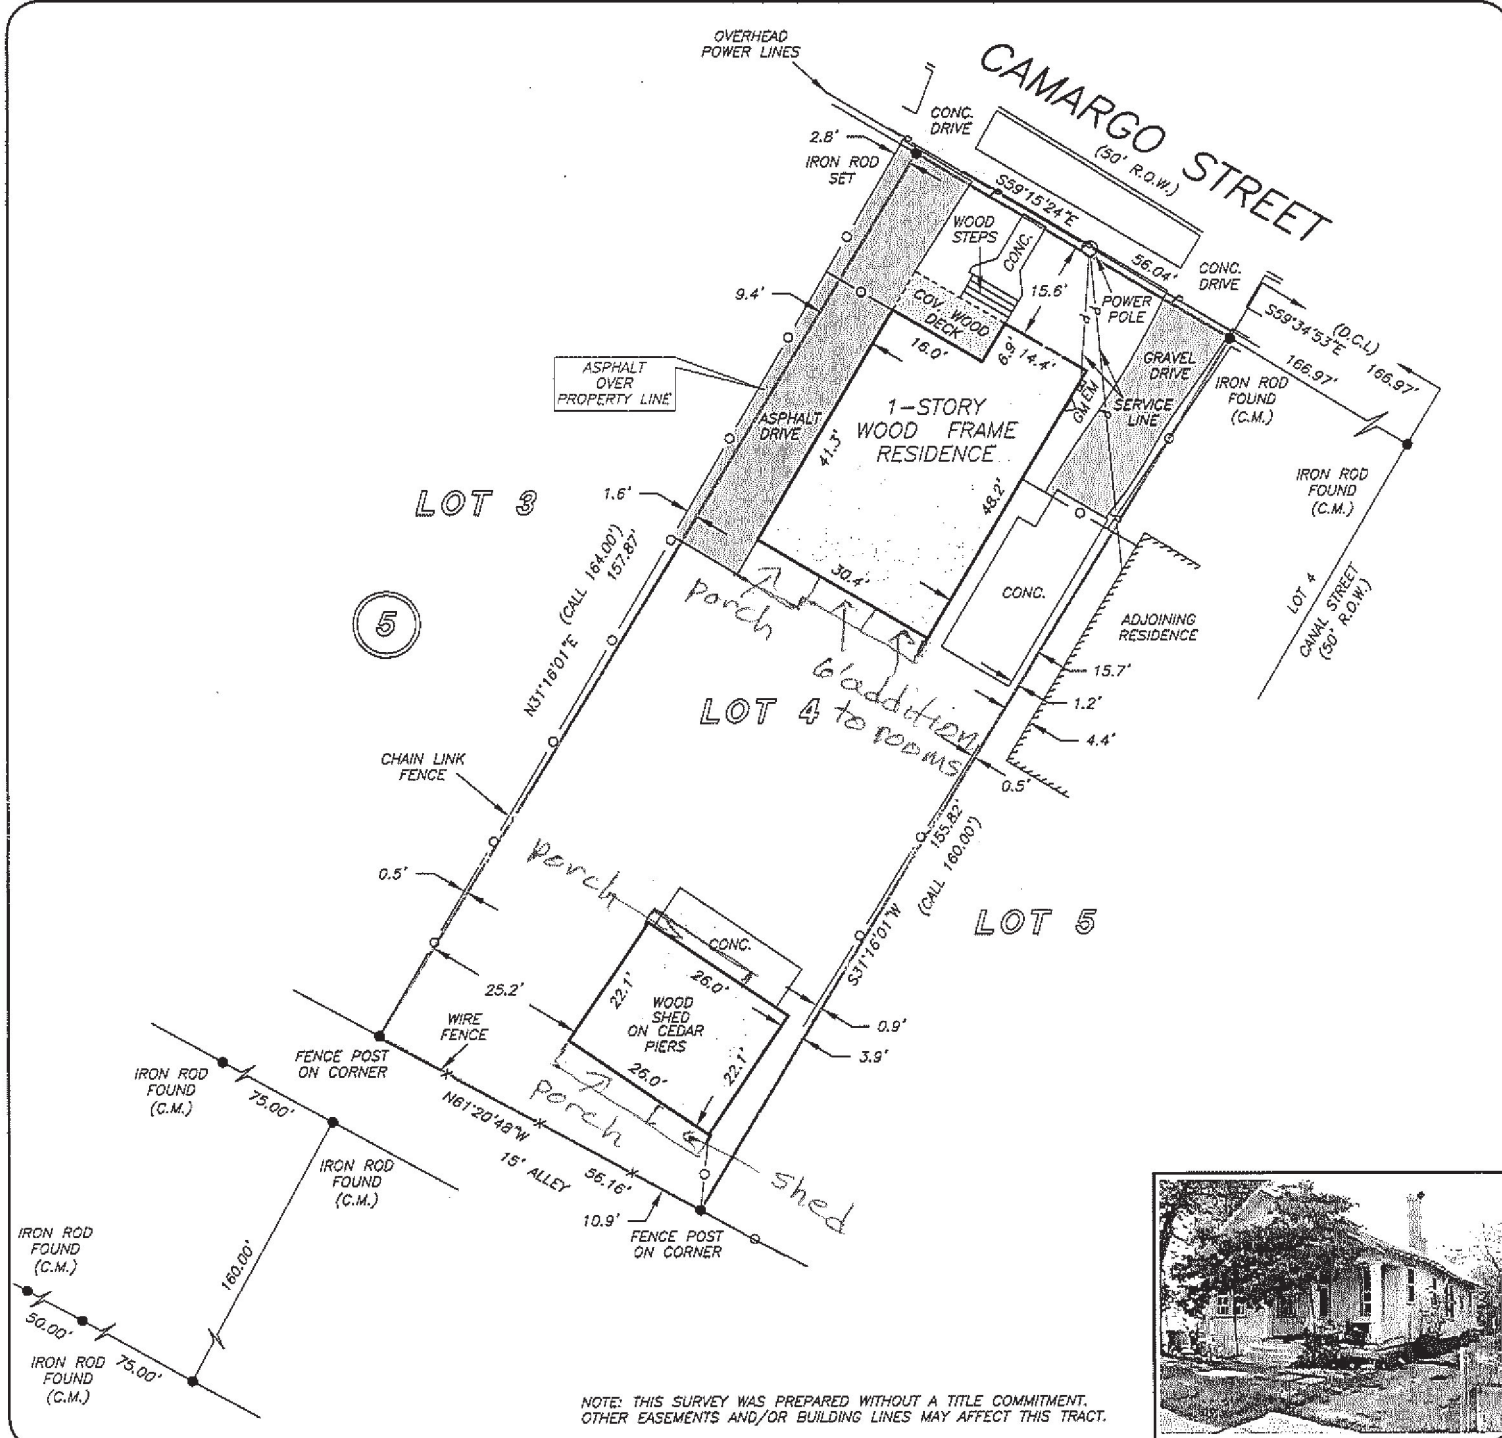 OVERHEAD
POWER LINES
CAMARGO STREET
(50' R.O.W.)
CONC.
DRIVE
2.8'
IRON ROD
SET
S59°15'24"E
56.04'
WOOD
STEPS
CONC.
15.6'
POWER
POLE
CONC.
DRIVE
S59°34'53"E
(D.C.L)
166.97'
166.97'
9.4'
COV. WOOD
DECK
16.0'
6.9'
14.4'
GRAVEL
DRIVE
IRON ROD
FOUND
(C.M.)
ASPHALT
OVER
PROPERTY LINE
ASPHALT
DRIVE
1-STORY
WOOD FRAME
RESIDENCE
GM EM
SERVICE
LINE
41.3'
48.2'
IRON ROD
FOUND
(C.M.)
LOT 3
1.6'
(CALL 164.00')
157.87'
N31°16'01"E
30.4'
porch
CONC.
ADJOINING
RESIDENCE
LOT 4
CANAL STREET
(50' R.O.W.)
5
6' addition
to rooms
LOT 4
15.7'
1.2'
4.4'
0.5'
CHAIN LINK
FENCE
155.82'
(CALL 160.00')
S31°16'01"W
porch
0.5'
LOT 5
CONC.
26.0'
22.1'
WOOD
SHED
ON CEDAR
PIERS
26.0'
22.1'
25.2'
0.9'
3.9'
WIRE
FENCE
FENCE POST
ON CORNER
IRON ROD
FOUND
(C.M.)
75.00'
N61°20'48"W
56.16'
15' ALLEY
porch
shed
IRON ROD
FOUND
(C.M.)
10.9'
FENCE POST
ON CORNER
IRON ROD
FOUND
(C.M.)
160.00'
50.00'
75.00'
IRON ROD
FOUND
(C.M.)
NOTE: THIS SURVEY WAS PREPARED WITHOUT A TITLE COMMITMENT.
OTHER EASEMENTS AND/OR BUILDING LINES MAY AFFECT THIS TRACT.